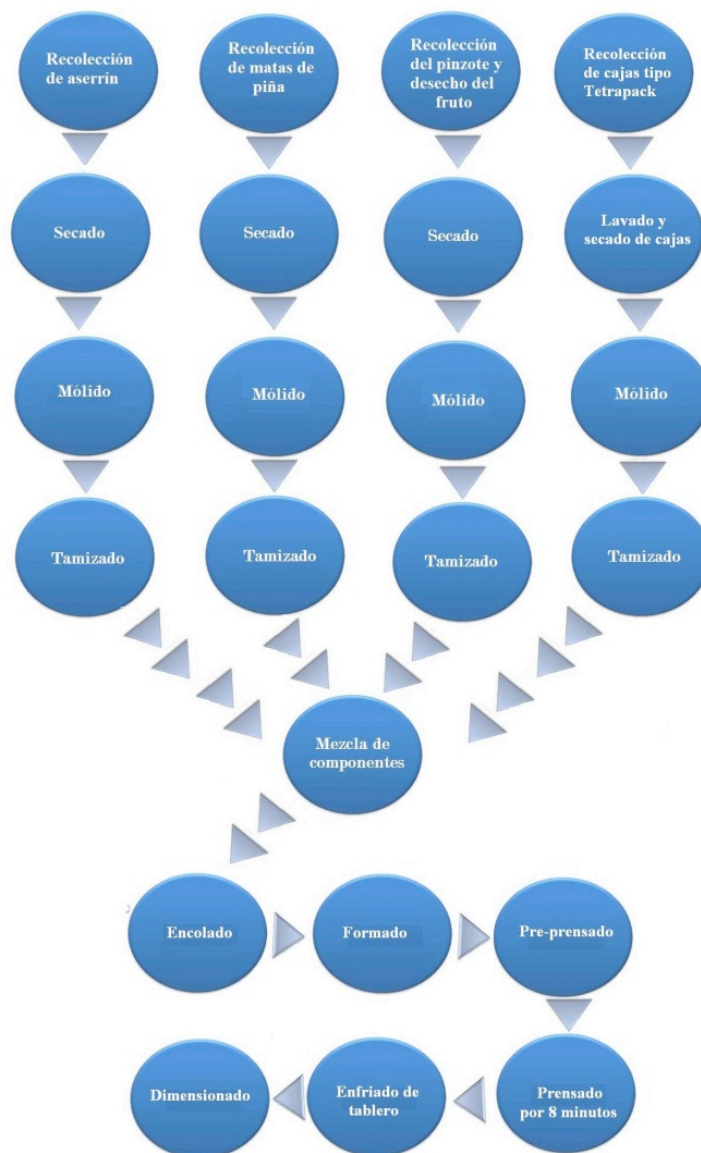 Recolección
de aserrín
Recolección
de matas de
piña
Recolección
del pinzote y
desecho del
fruto
Recolección
de cajas tipo
Tetrapack
Secado
Secado
Secado
Lavado y
secado de cajas
Mólido
Mólido
Mólido
Mólido
Tamizado
Tamizado
Tamizado
Tamizado
Mezcla de
componentes
Encolado
Formado
Pre-prensado
Dimensionado
Enfriado de
tablero
Prensado
por 8 minutos